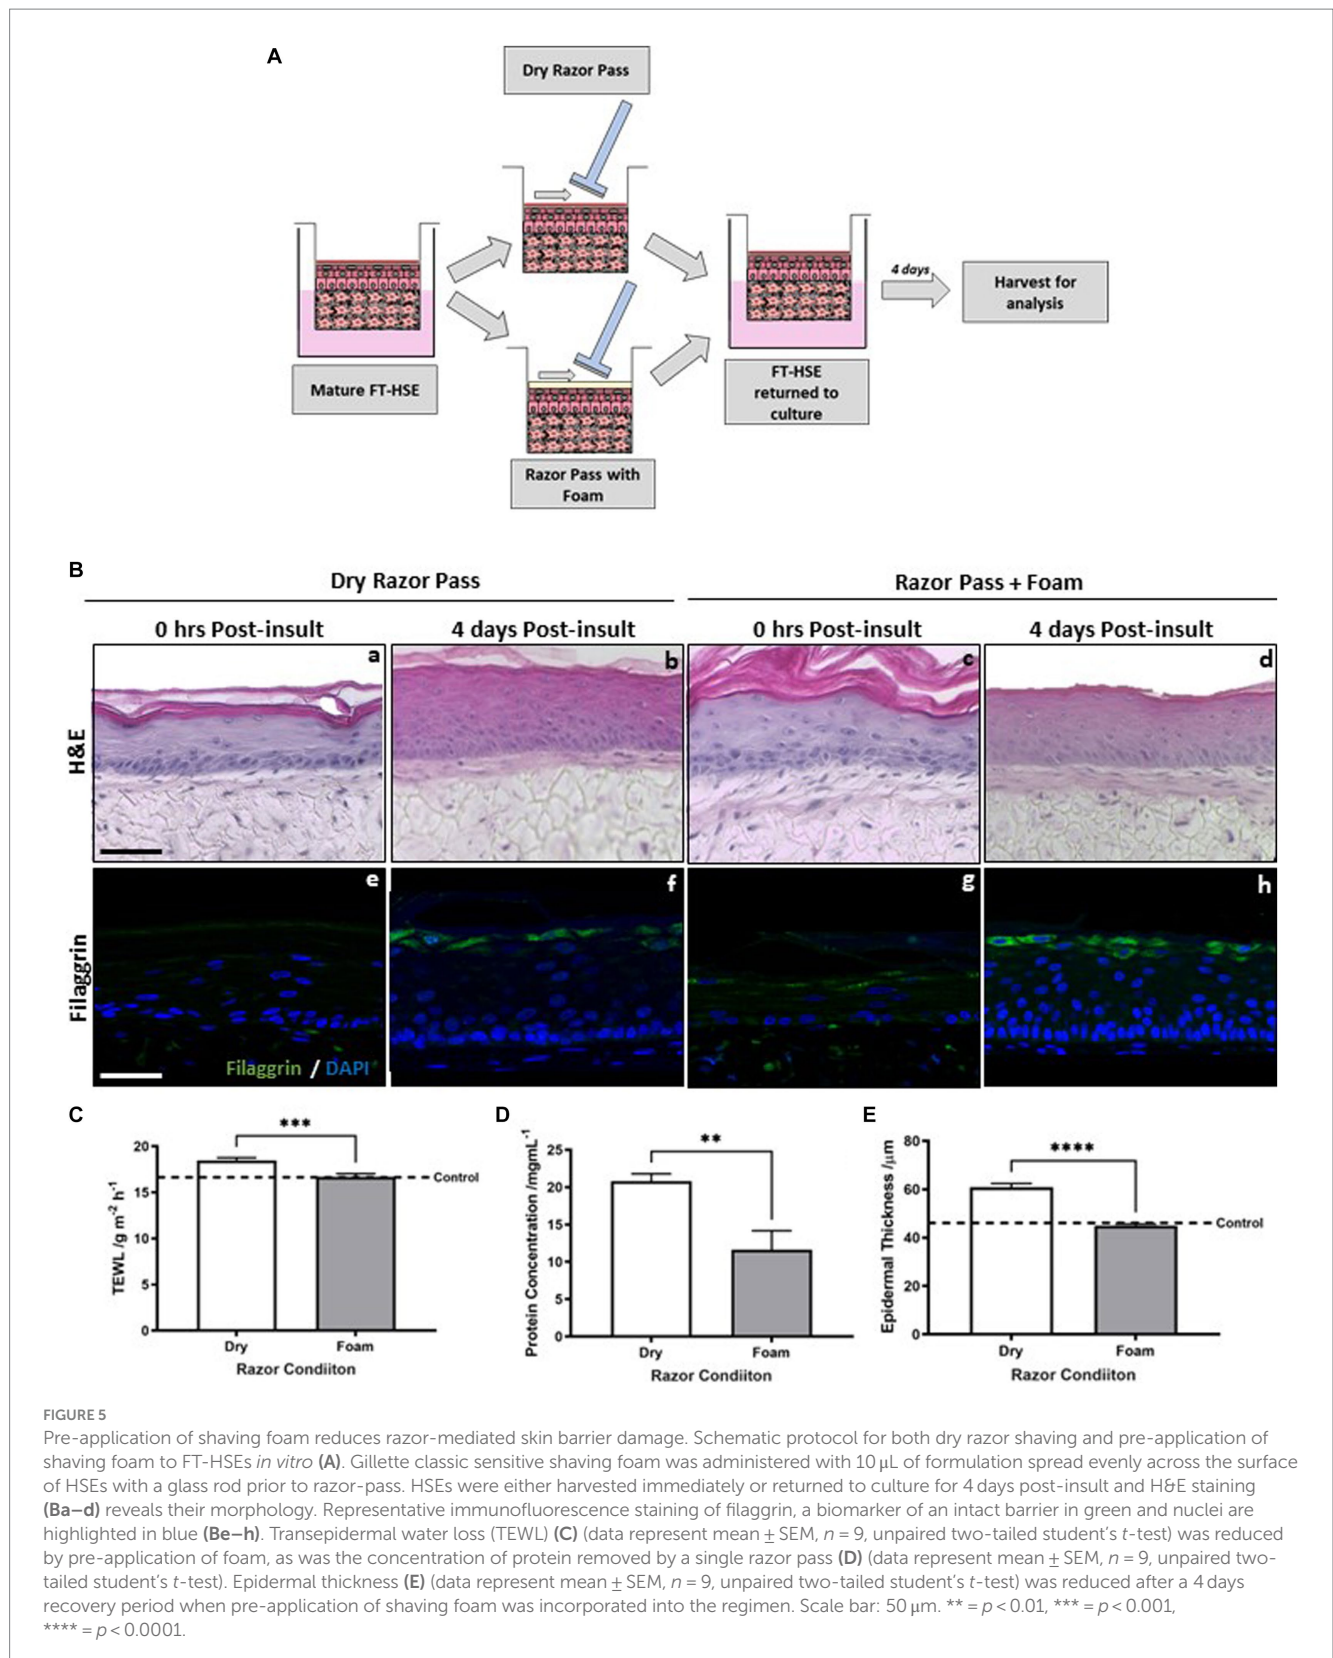 A
Dry Razor Pass
4 days
Harvest for
analysis
Mature FT-HSE
FT-HSE
returned to
culture
Razor Pass with
Foam
B
Dry Razor Pass
Razor Pass + Foam
0 hrs Post-insult
4 days Post-insult
0 hrs Post-insult
4 days Post-insult
H&E
a
b
c
d
Filaggrin
e
f
g
h
Filaggrin / DAPI
C
TEWL /g m⁻² h⁻¹
20
15
10
5
0
***
Control
Dry
Foam
Razor Condiiton
D
Protein Concentration /mgmL⁻¹
25
20
15
10
5
0
**
Dry
Foam
Razor Condiiton
E
Epidermal Thickness /μm
80
60
40
20
0
****
Control
Dry
Foam
Razor Condiiton
FIGURE 5
Pre-application of shaving foam reduces razor-mediated skin barrier damage. Schematic protocol for both dry razor shaving and pre-application of
shaving foam to FT-HSEs in vitro (A). Gillette classic sensitive shaving foam was administered with 10 μL of formulation spread evenly across the surface
of HSEs with a glass rod prior to razor-pass. HSEs were either harvested immediately or returned to culture for 4 days post-insult and H&E staining
(Ba–d) reveals their morphology. Representative immunofluorescence staining of filaggrin, a biomarker of an intact barrier in green and nuclei are
highlighted in blue (Be–h). Transepidermal water loss (TEWL) (C) (data represent mean ± SEM, n = 9, unpaired two-tailed student’s t-test) was reduced
by pre-application of foam, as was the concentration of protein removed by a single razor pass (D) (data represent mean ± SEM, n = 9, unpaired two-
tailed student’s t-test). Epidermal thickness (E) (data represent mean ± SEM, n = 9, unpaired two-tailed student’s t-test) was reduced after a 4 days
recovery period when pre-application of shaving foam was incorporated into the regimen. Scale bar: 50 μm. ** = p < 0.01, *** = p < 0.001,
**** = p < 0.0001.